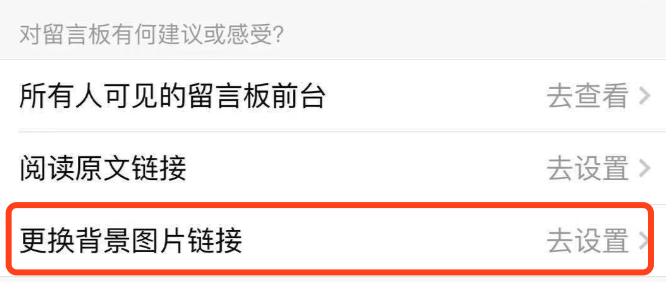 对留言板有何建议或感受?
所有人可见的留言板前台 去查看
阅读原文链接 去设置
更换背景图片链接 去设置